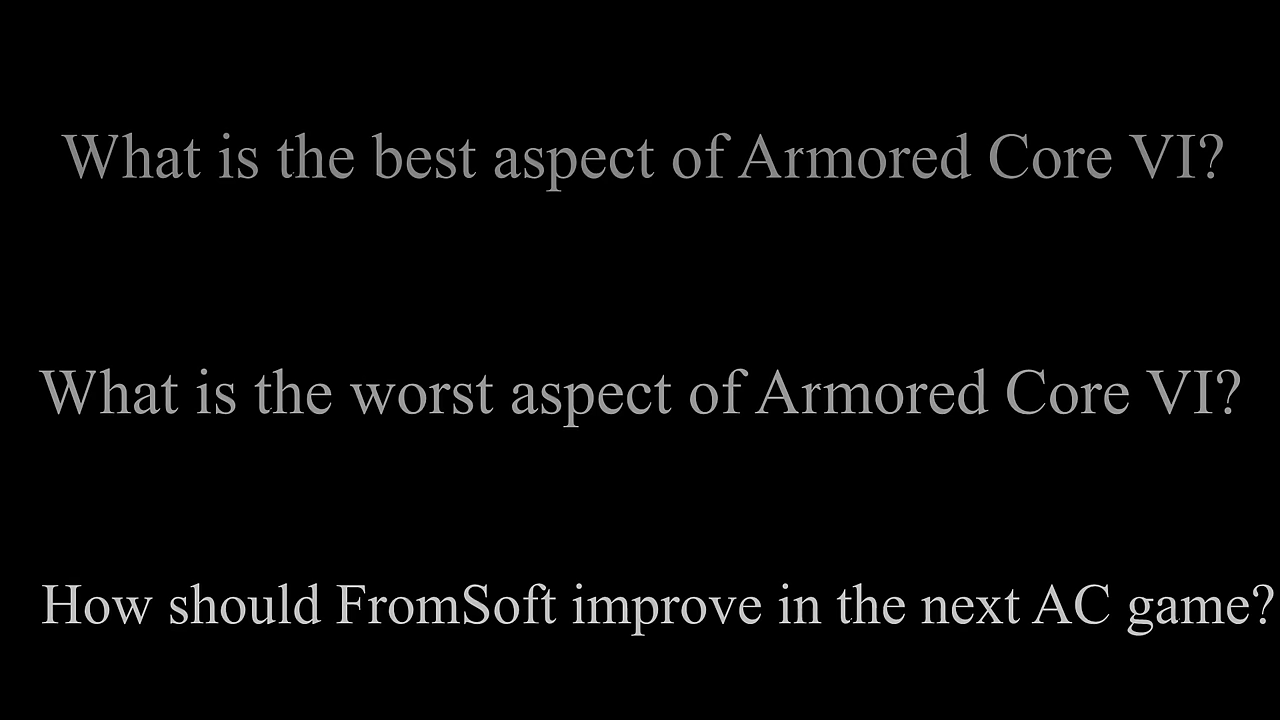 What is the best aspect of Armored Core VI?
What is the worst aspect of Armored Core VI?
How should FromSoft improve in the next AC game?